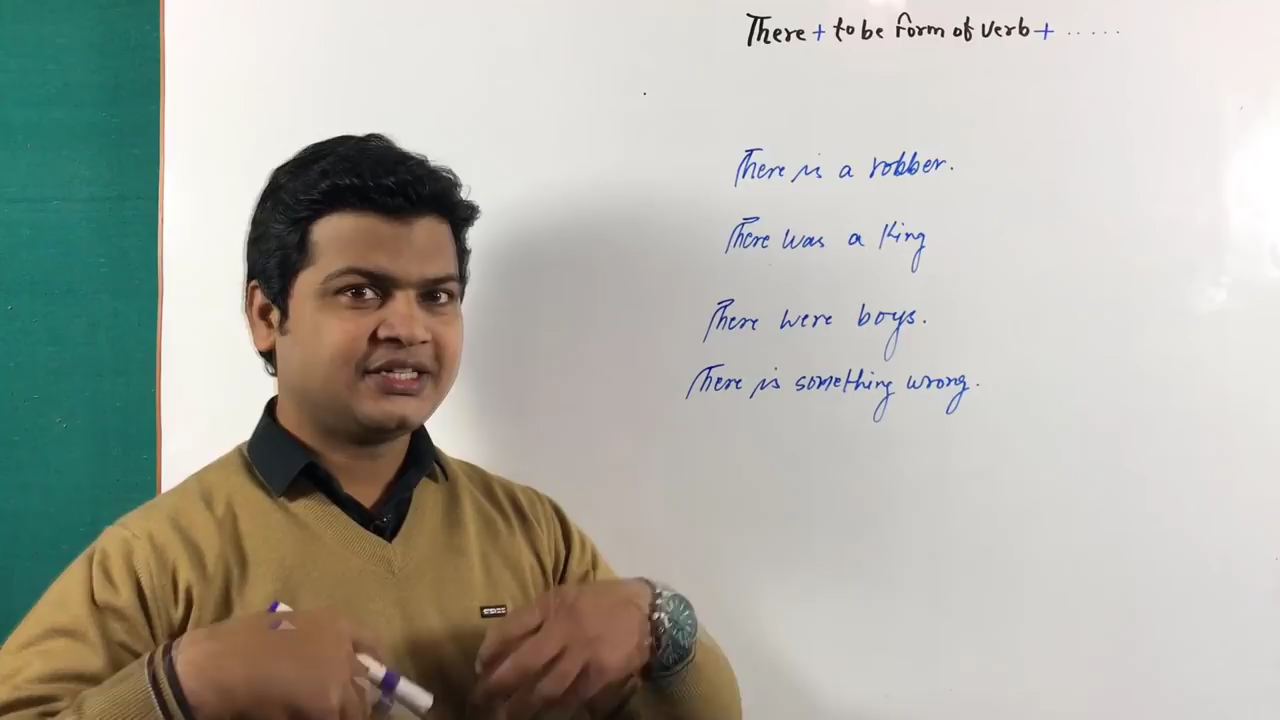 There + to be form of verb + .....
There is a robber.
There was a king
There were boys.
There is something wrong.